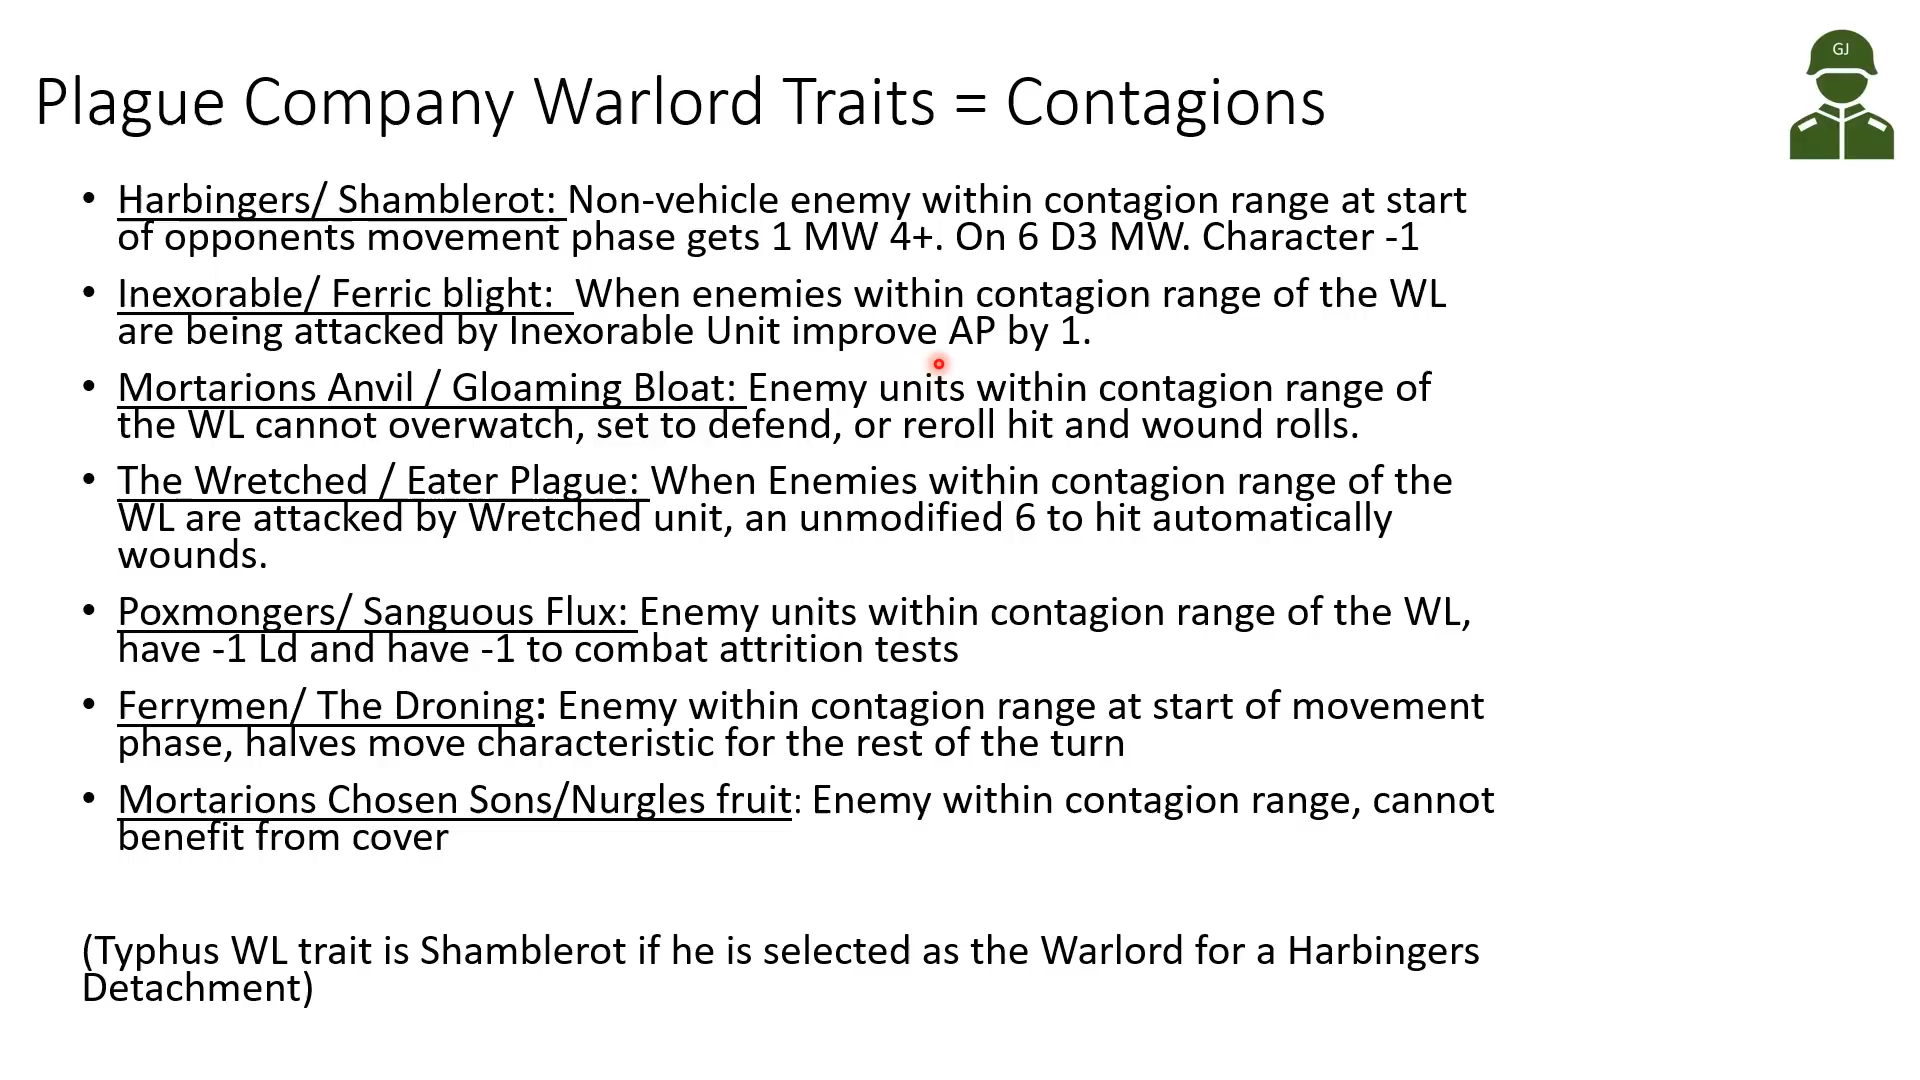 GJ
Plague Company Warlord Traits = Contagions
• Harbingers/ Shamblerot: Non-vehicle enemy within contagion range at start
of opponents movement phase gets 1 MW 4+. On 6 D3 MW. Character -1
• Inexorable/ Ferric blight: When enemies within contagion range of the WL
are being attacked by Inexorable Unit improve AP by 1.
• Mortarions Anvil / Gloaming Bloat: Enemy units within contagion range of
the WL cannot overwatch, set to defend, or reroll hit and wound rolls.
• The Wretched / Eater Plague: When Enemies within contagion range of the
WL are attacked by Wretched unit, an unmodified 6 to hit automatically
wounds.
• Poxmongers/ Sanguous Flux: Enemy units within contagion range of the WL,
have -1 Ld and have -1 to combat attrition tests
• Ferrymen/ The Droning: Enemy within contagion range at start of movement
phase, halves move characteristic for the rest of the turn
• Mortarions Chosen Sons/Nurgles fruit: Enemy within contagion range, cannot
benefit from cover
(Typhus WL trait is Shamblerot if he is selected as the Warlord for a Harbingers
Detachment)